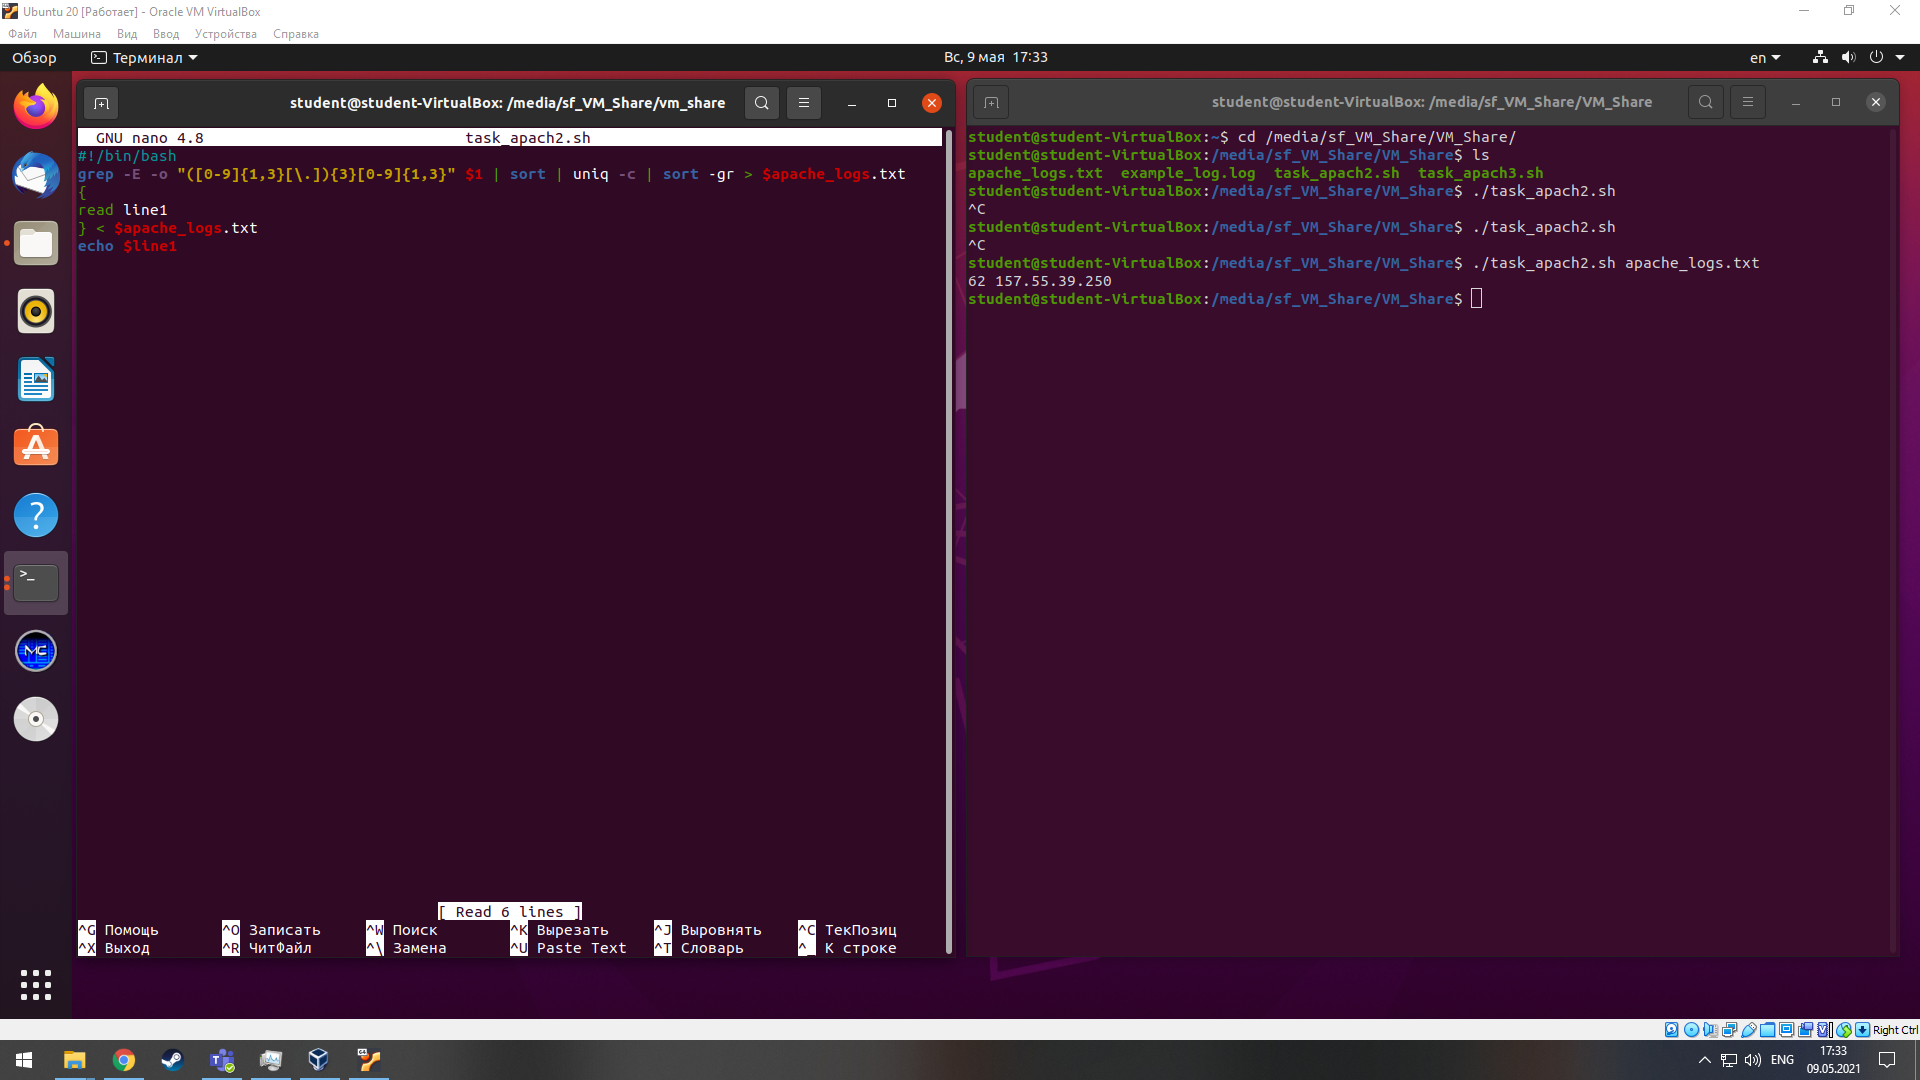 Ubuntu 20 [Работает] - Oracle VM VirtualBox
Файл Машина Вид Ввод Устройства Справка
Обзор Терминал Вс, 9 мая 17:33 en
student@student-VirtualBox: /media/sf_VM_Share/vm_share
GNU nano 4.8 task_apach2.sh
#!/bin/bash
grep -E -o "([0-9]{1,3}[\.]){3}[0-9]{1,3}" $1 | sort | uniq -c | sort -gr > $apache_logs.txt
{
read line1
} < $apache_logs.txt
echo $line1
[ Read 6 lines ]
^G Помощь ^O Записать ^W Поиск ^K Вырезать ^J Выровнять ^C ТекПозиц
^X Выход ^R ЧитФайл ^\ Замена ^U Paste Text ^T Словарь ^_ К строке
student@student-VirtualBox: /media/sf_VM_Share/VM_Share
student@student-VirtualBox:~$ cd /media/sf_VM_Share/VM_Share/
student@student-VirtualBox:/media/sf_VM_Share/VM_Share$ ls
apache_logs.txt example_log.log task_apach2.sh task_apach3.sh
student@student-VirtualBox:/media/sf_VM_Share/VM_Share$ ./task_apach2.sh
^C
student@student-VirtualBox:/media/sf_VM_Share/VM_Share$ ./task_apach2.sh
^C
student@student-VirtualBox:/media/sf_VM_Share/VM_Share$ ./task_apach2.sh apache_logs.txt
62 157.55.39.250
student@student-VirtualBox:/media/sf_VM_Share/VM_Share$
Right Ctrl
ENG
17:33
09.05.2021